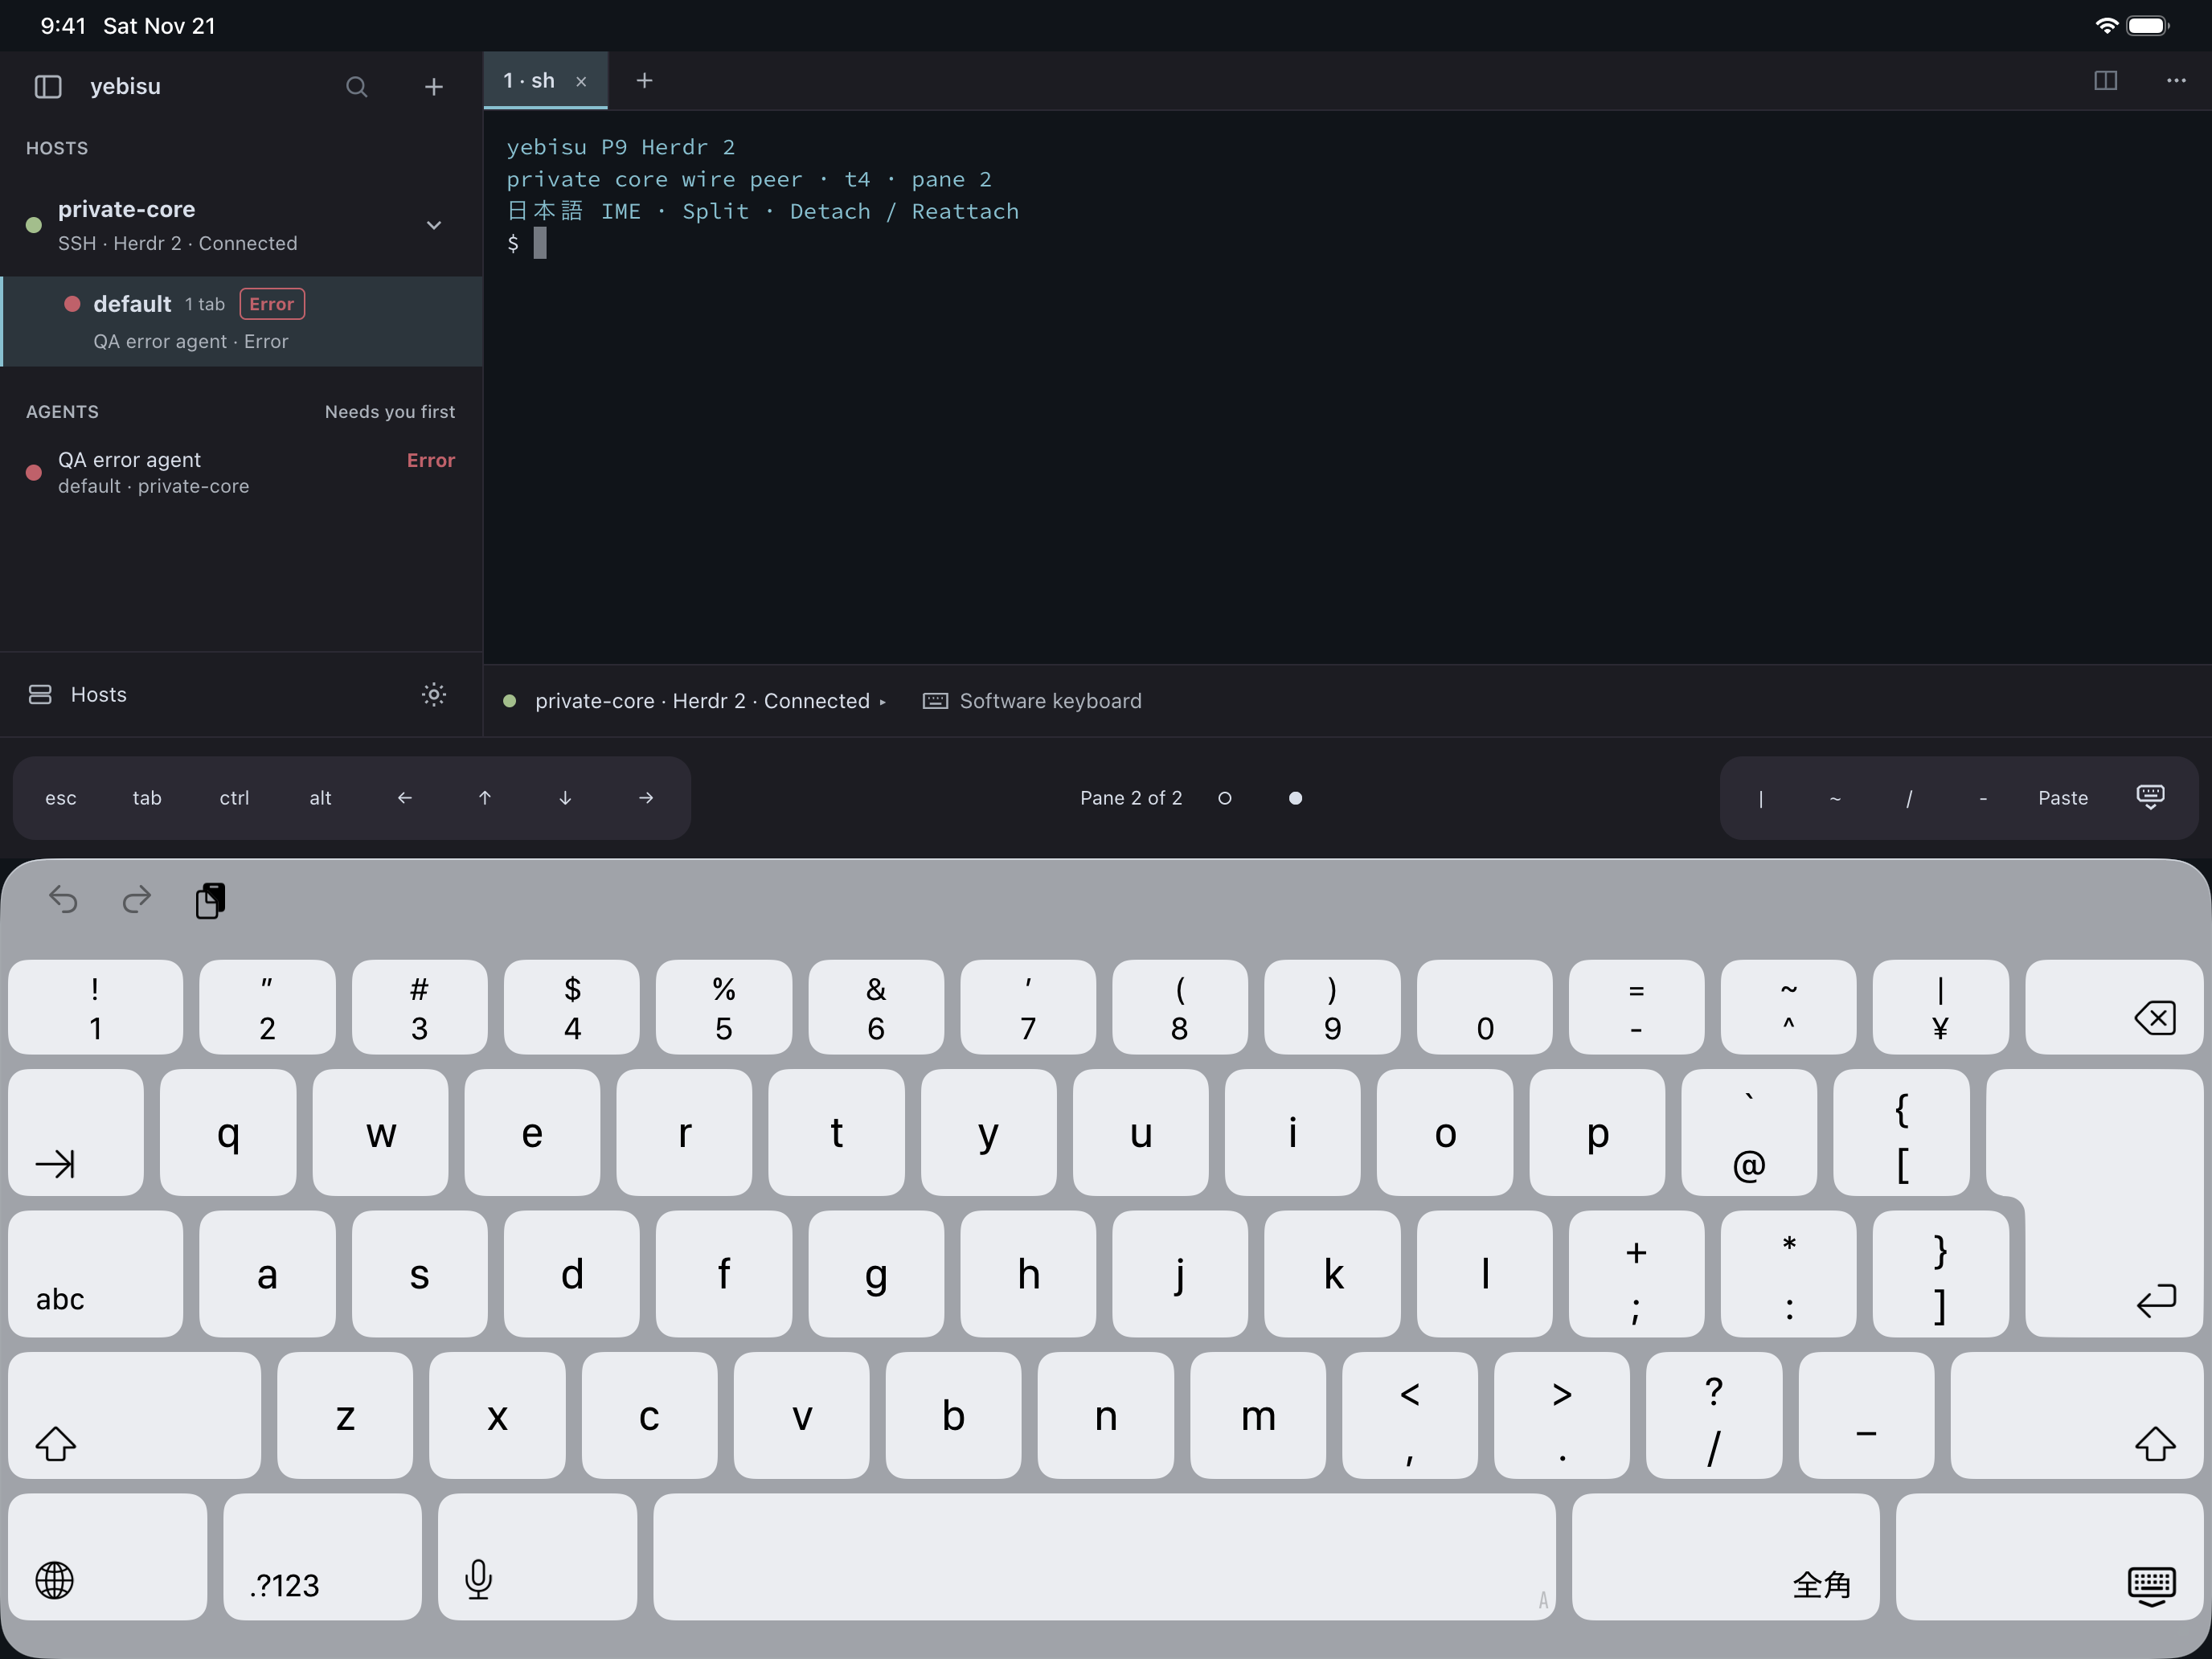 9:41 Sat Nov 21
yebisu
HOSTS
private-core
SSH · Herdr 2 · Connected
default 1 tab Error
QA error agent · Error
AGENTS Needs you first
QA error agent Error
default · private-core
Hosts
1 · sh × +
yebisu P9 Herdr 2
private core wire peer · t4 · pane 2
日本語 IME · Split · Detach / Reattach
$
private-core · Herdr 2 · Connected ▸ Software keyboard
esc tab ctrl alt ← ↑ ↓ → Pane 2 of 2 | ~ / - Paste
! " # $ % & ' ( ) = ~ |
1 2 3 4 5 6 7 8 9 0 - ^ ¥
q w e r t y u i o p ` @ { [
abc a s d f g h j k l + ; * : } ]
z x c v b n m < , > . ? / _
.?123 A 全角